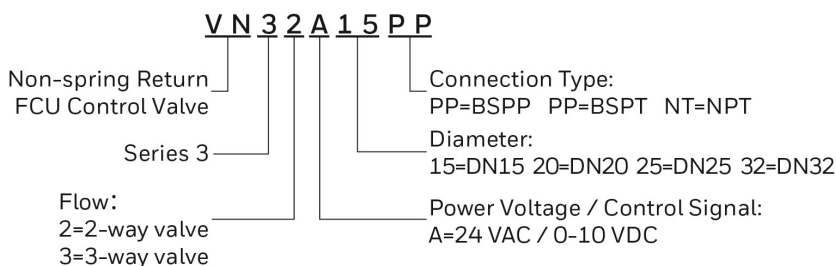 VN32A15PP
Non-spring Return
FCU Control Valve
Series 3
Flow:
2=2-way valve
3=3-way valve
Connection Type:
PP=BSPP PP=BSPT NT=NPT
Diameter:
15=DN15 20=DN20 25=DN25 32=DN32
Power Voltage / Control Signal:
A=24 VAC / 0-10 VDC